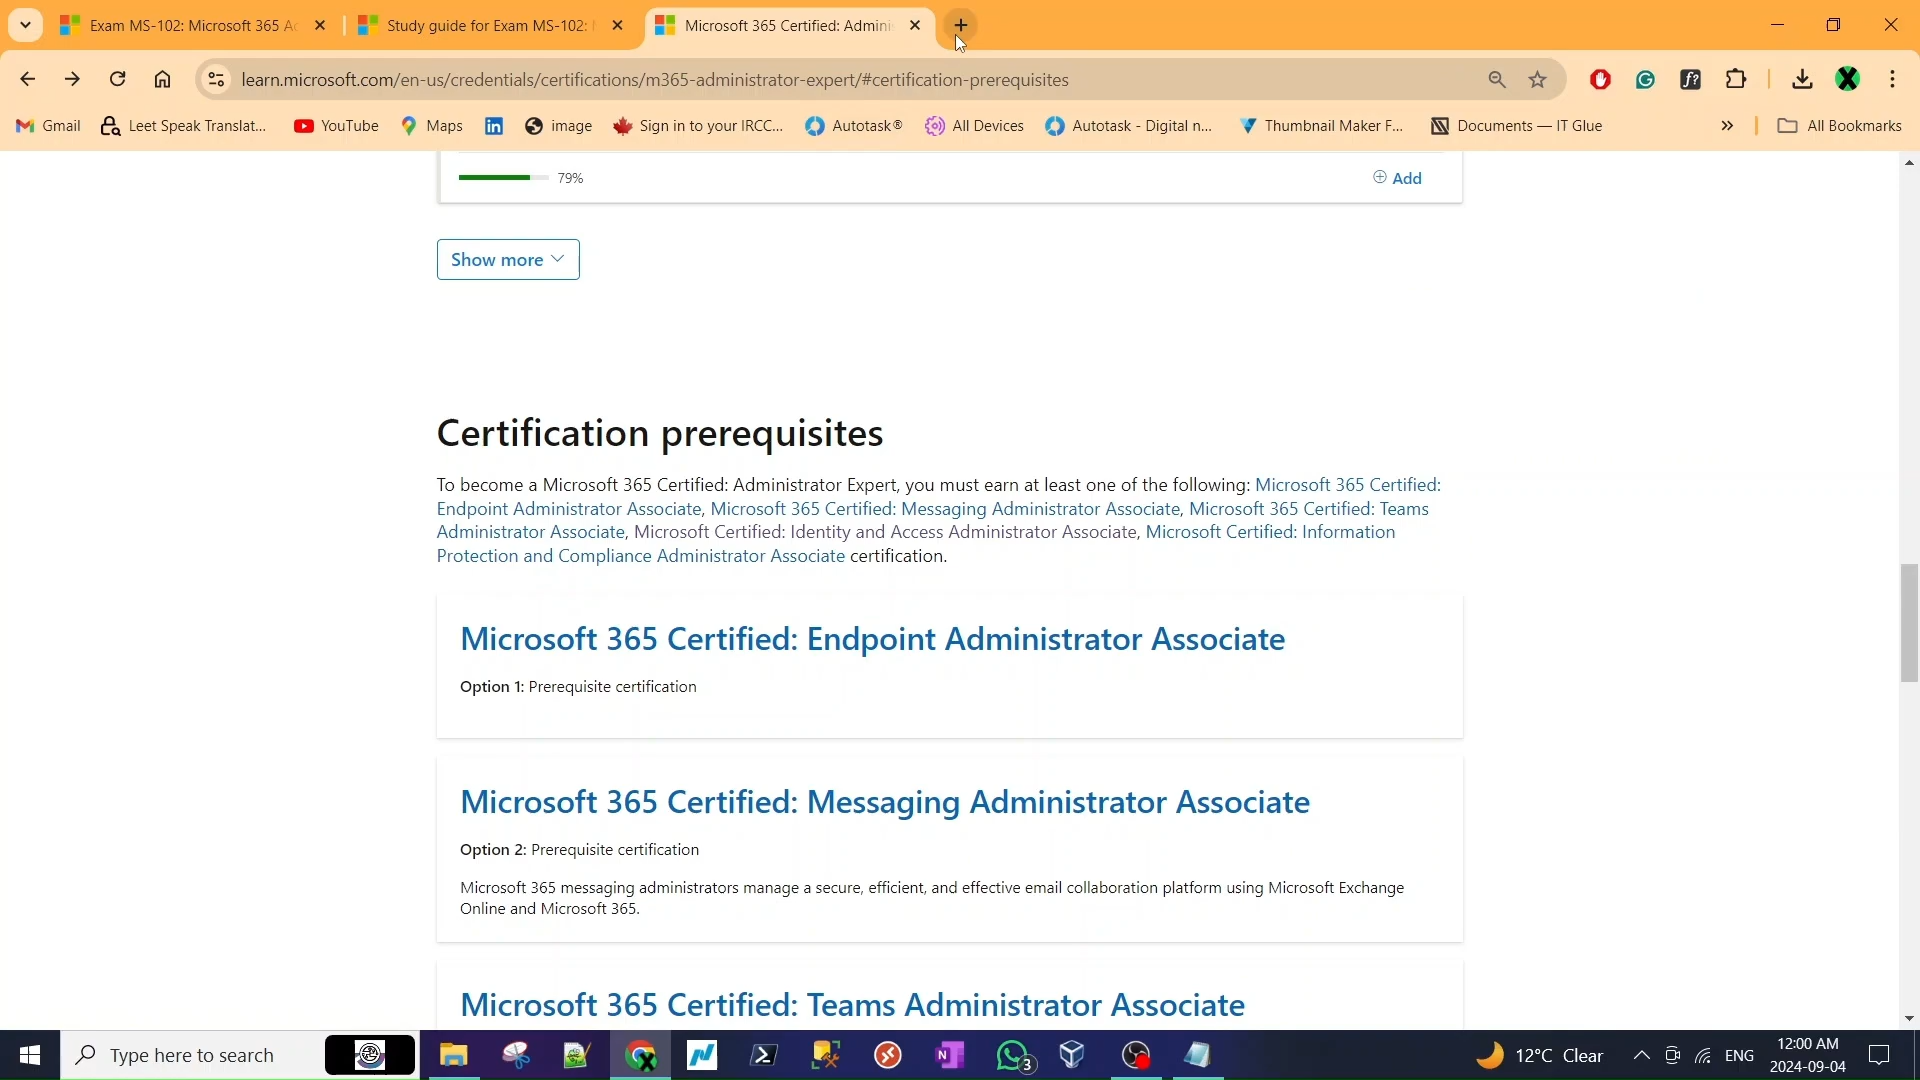 Exam MS-102: Microsoft 365 Ac
Study guide for Exam MS-102:
Microsoft 365 Certified: Admini
learn.microsoft.com/en-us/credentials/certifications/m365-administrator-expert/#certification-prerequisites
Gmail
Leet Speak Translat...
YouTube
Maps
image
Sign in to your IRCC...
Autotask®
All Devices
Autotask - Digital n...
Thumbnail Maker F...
Documents — IT Glue
All Bookmarks
79%
Add
Show more
Certification prerequisites
To become a Microsoft 365 Certified: Administrator Expert, you must earn at least one of the following: Microsoft 365 Certified:
Endpoint Administrator Associate, Microsoft 365 Certified: Messaging Administrator Associate, Microsoft 365 Certified: Teams
Administrator Associate, Microsoft Certified: Identity and Access Administrator Associate, Microsoft Certified: Information
Protection and Compliance Administrator Associate certification.
Microsoft 365 Certified: Endpoint Administrator Associate
Option 1: Prerequisite certification
Microsoft 365 Certified: Messaging Administrator Associate
Option 2: Prerequisite certification
Microsoft 365 messaging administrators manage a secure, efficient, and effective email collaboration platform using Microsoft Exchange
Online and Microsoft 365.
Microsoft 365 Certified: Teams Administrator Associate
Type here to search
3
12°C Clear
ENG
12:00 AM
2024-09-04